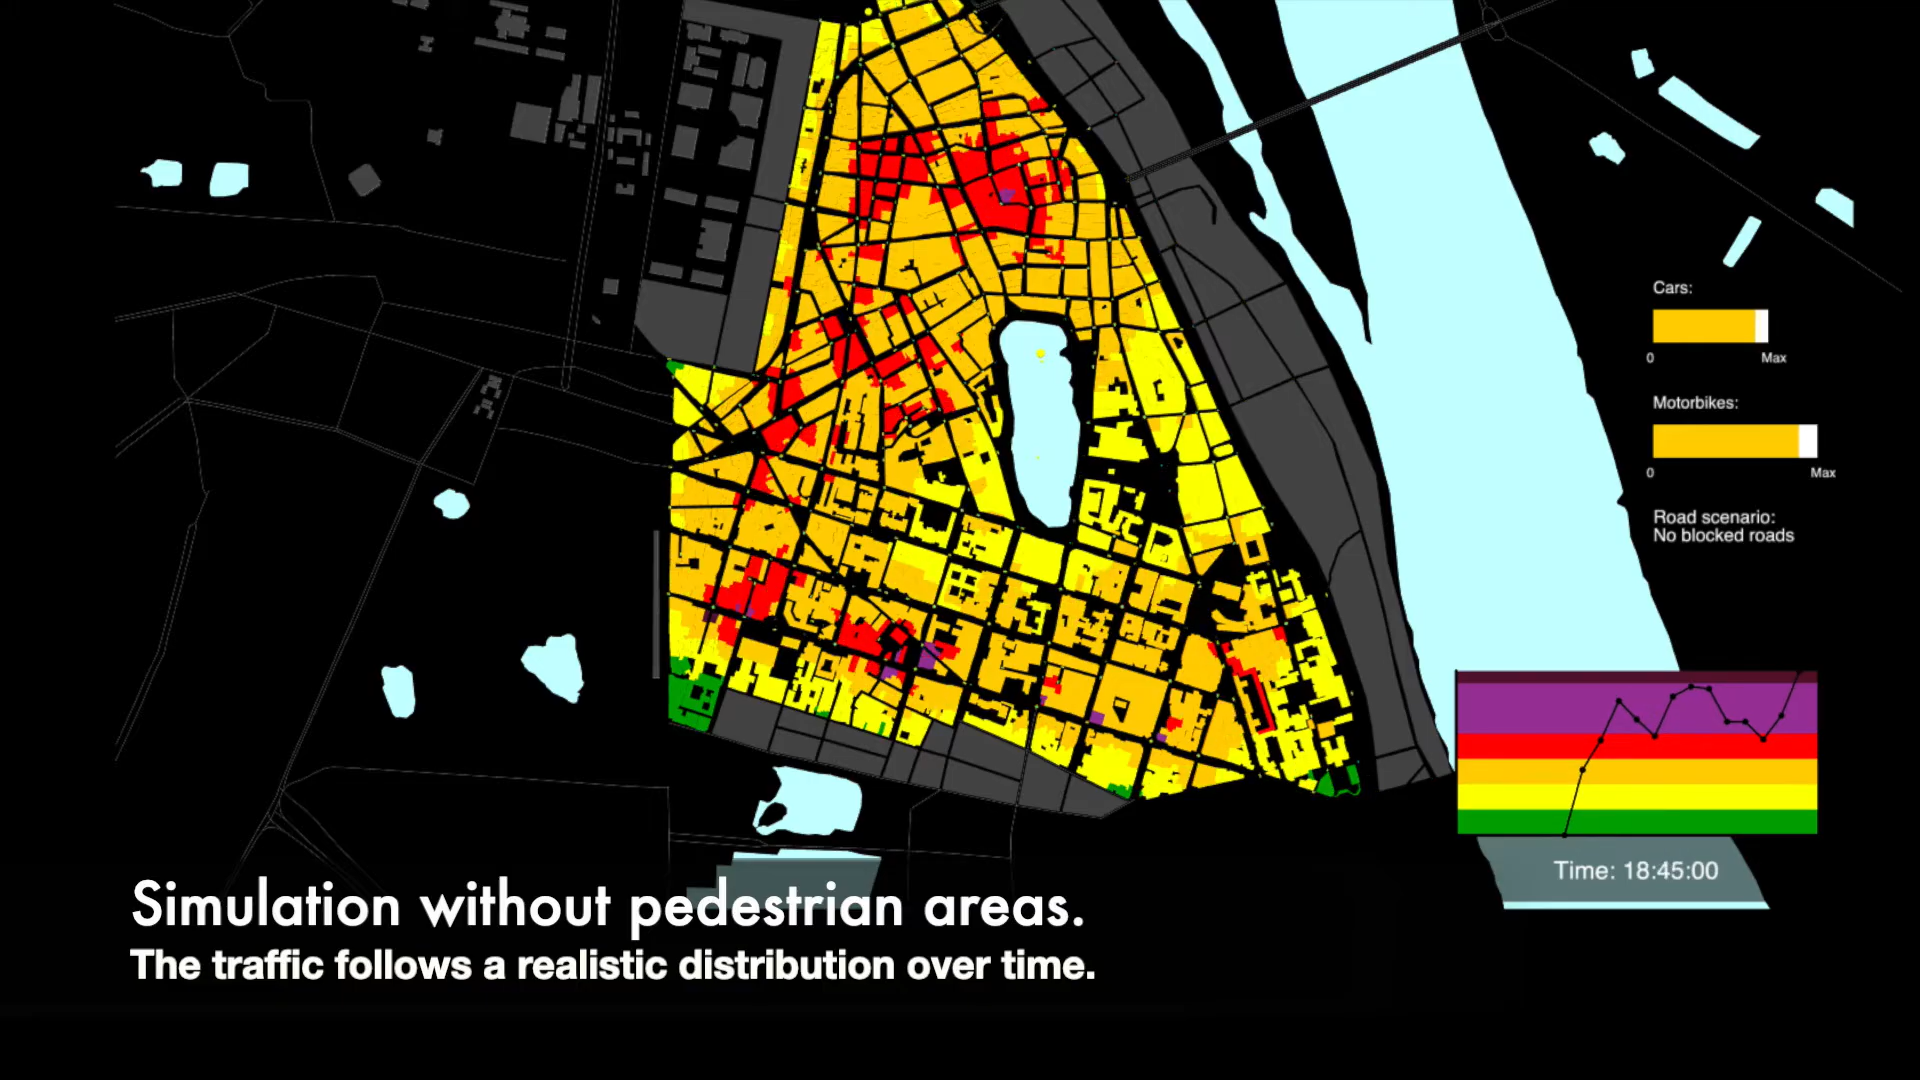 Cars:
0 Max
Motorbikes:
0 Max
Road scenario:
No blocked roads
Time: 18:45:00
Simulation without pedestrian areas.
The traffic follows a realistic distribution over time.